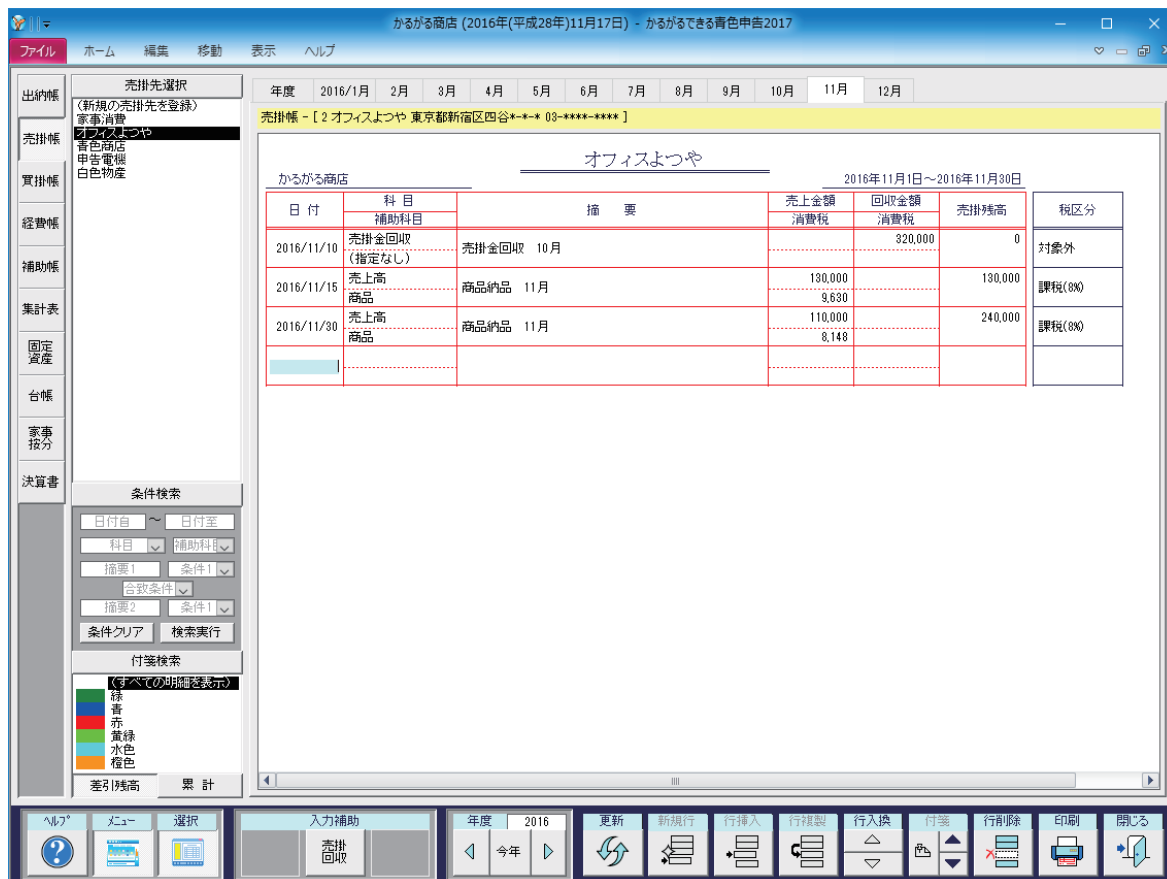 かるがる商店 (2016年(平成28年)11月17日) - かるがるできる青色申告2017
ファイル ホーム 編集 移動 表示 ヘルプ
出納帳
売掛帳
買掛帳
経費帳
補助帳
集計表
固定
資産
台帳
家事
按分
決算書
売掛先選択
(新規の売掛先を登録)
家事消費
オフィスよつや
青色商店
申告電機
白色物産
条件検索
日付自 ～ 日付至
科目 補助科目
摘要1 条件1
合致条件
摘要2 条件1
条件クリア 検索実行
付箋検索
(すべての明細を表示)
緑
青
赤
黄緑
水色
橙色
差引残高 累 計
年度 2016/1月 2月 3月 4月 5月 6月 7月 8月 9月 10月 11月 12月
売掛帳 - [ 2 オフィスよつや 東京都新宿区四谷*-*-* 03-****-**** ]
オフィスよつや
かるがる商店 2016年11月1日～2016年11月30日
日 付 科 目 摘 要 売上金額 回収金額 売掛残高 税区分
補助科目 消費税 消費税
2016/11/10 売掛金回収 売掛金回収 10月 320,000 0 対象外
(指定なし)
2016/11/15 売上高 商品納品 11月 130,000 130,000 課税(8%)
商品 9,630
2016/11/30 売上高 商品納品 11月 110,000 240,000 課税(8%)
商品 8,148
ヘルプ メニュー 選択 入力補助 年度 2016 更新 新規行 行挿入 行複製 行入換 付箋 行削除 印刷 閉じる
売掛
回収
今年